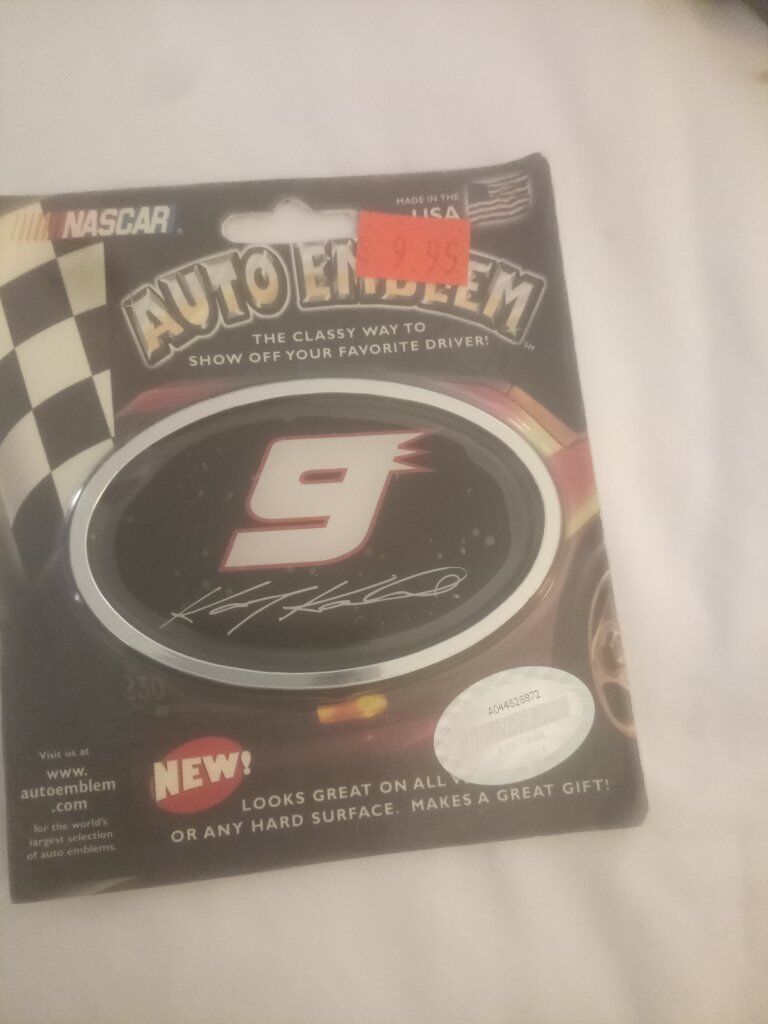 NASCAR
MADE IN THE
USA
$ 9.95
AUTO EMBLEM
SM
THE CLASSY WAY TO
SHOW OFF YOUR FAVORITE DRIVER!
9
A044626872
Visit us at
www.
autoemblem
.com
for the world's
largest selection
of auto emblems.
NEW!
LOOKS GREAT ON ALL
OR ANY HARD SURFACE. MAKES A GREAT GIFT!